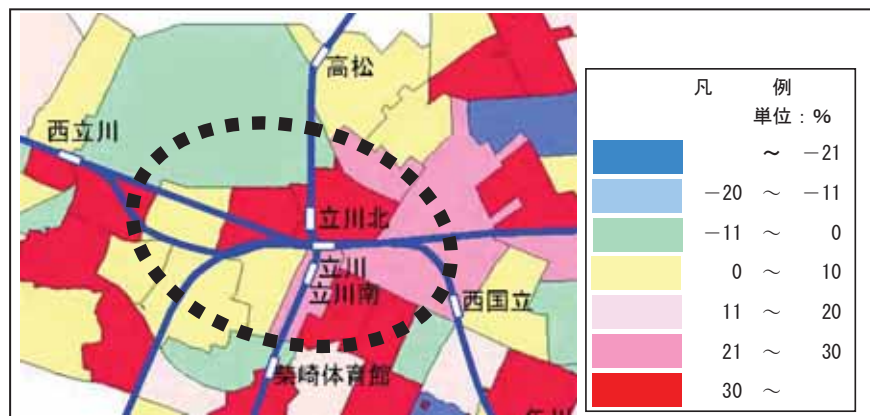 高松
西立川
立川北
立川
立川南
西国立
柴崎体育館
凡 例
単位：%
～ －21
－20 ～ －11
－11 ～ 0
0 ～ 10
11 ～ 20
21 ～ 30
30 ～